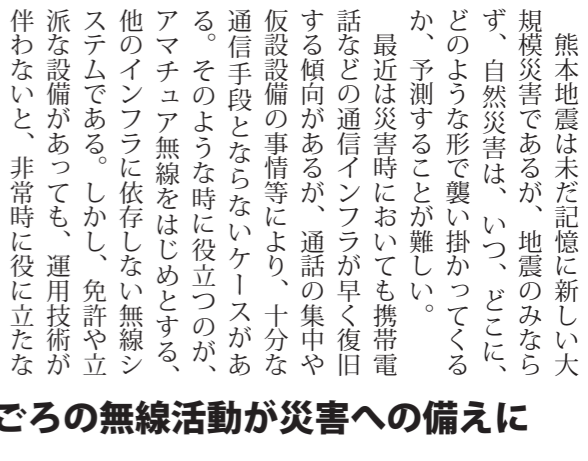 熊本地震は未だ記憶に新しい大
規模災害であるが、地震のみなら
ず、自然災害は、いつ、どこに、
どのような形で襲い掛かってくる
か、予測することが難しい。
最近は災害時においても携帯電
話などの通信インフラが早く復旧
する傾向があるが、通話の集中や
仮設設備の事情等により、十分な
通信手段とならないケースがあ
る。そのような時に役立つのが、
アマチュア無線をはじめとする、
他のインフラに依存しない無線シ
ステムである。しかし、免許や立
派な設備があっても、運用技術が
伴わないと、非常時に役に立たな
ごろの無線活動が災害への備えに